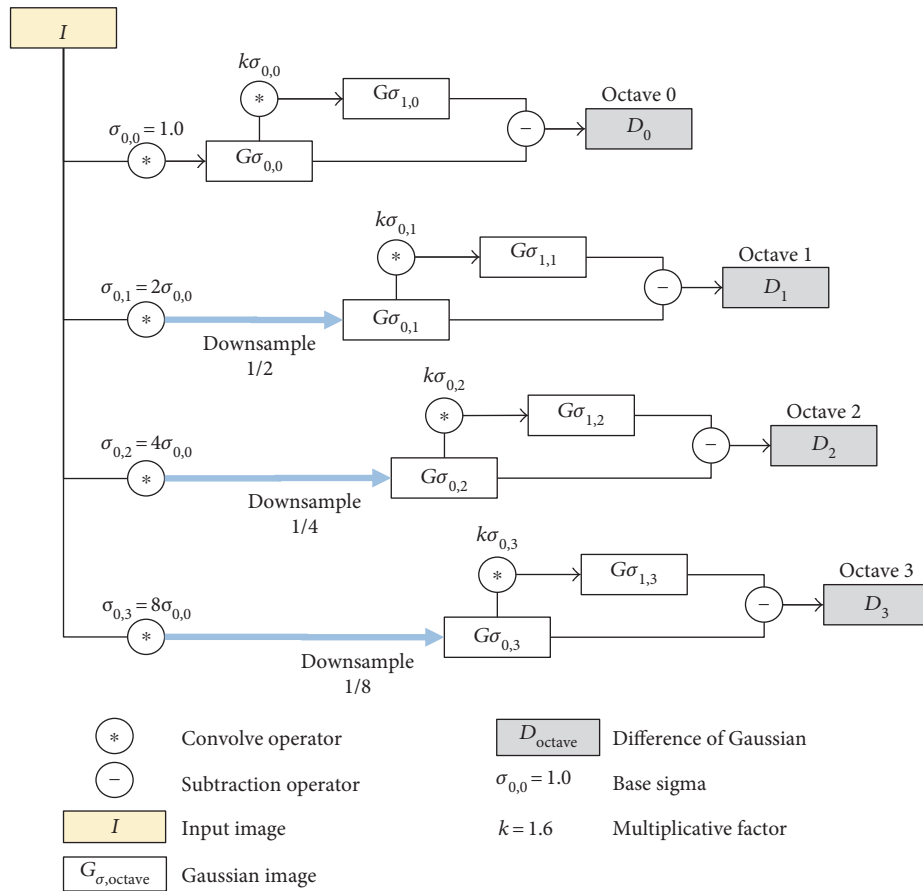 I
kσ0,0
Gσ1,0
Octave 0
D0
σ0,0 = 1.0
*
*
−
Gσ0,0
kσ0,1
Gσ1,1
Octave 1
D1
σ0,1 = 2σ0,0
*
*
−
Gσ0,1
Downsample
1/2
kσ0,2
Gσ1,2
Octave 2
D2
σ0,2 = 4σ0,0
*
*
−
Gσ0,2
Downsample
1/4
kσ0,3
Gσ1,3
Octave 3
D3
σ0,3 = 8σ0,0
*
*
−
Gσ0,3
Downsample
1/8
* Convolve operator
− Subtraction operator
I Input image
Gσ,octave Gaussian image
Doctave Difference of Gaussian
σ0,0 = 1.0 Base sigma
k = 1.6 Multiplicative factor